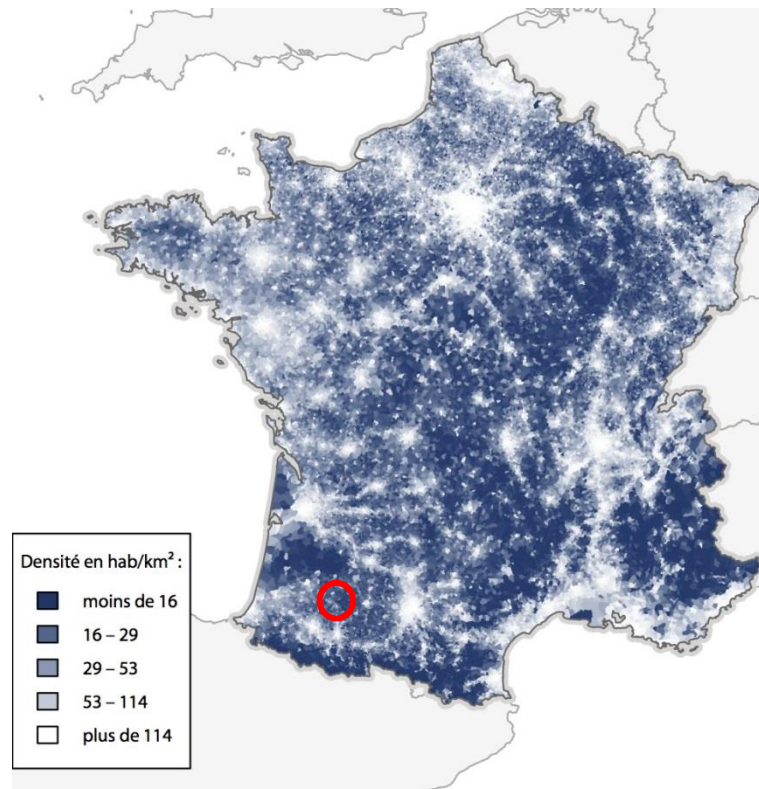 Densité en hab/km² :
moins de 16
16 – 29
29 – 53
53 – 114
plus de 114